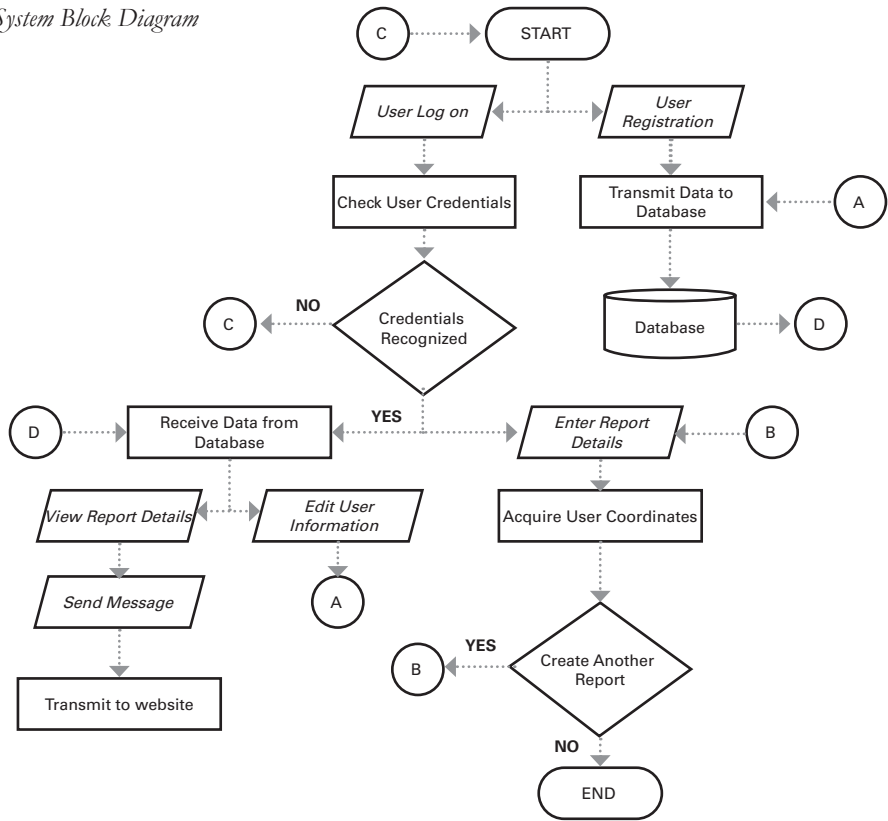 System Block Diagram
C
START
User Log on
User
Registration
Check User Credentials
Transmit Data to
Database
A
NO
C
Credentials
Recognized
Database
D
D
Receive Data from
Database
YES
Enter Report
Details
B
View Report Details
Edit User
Information
Acquire User Coordinates
Send Message
A
YES
B
Create Another
Report
Transmit to website
NO
END